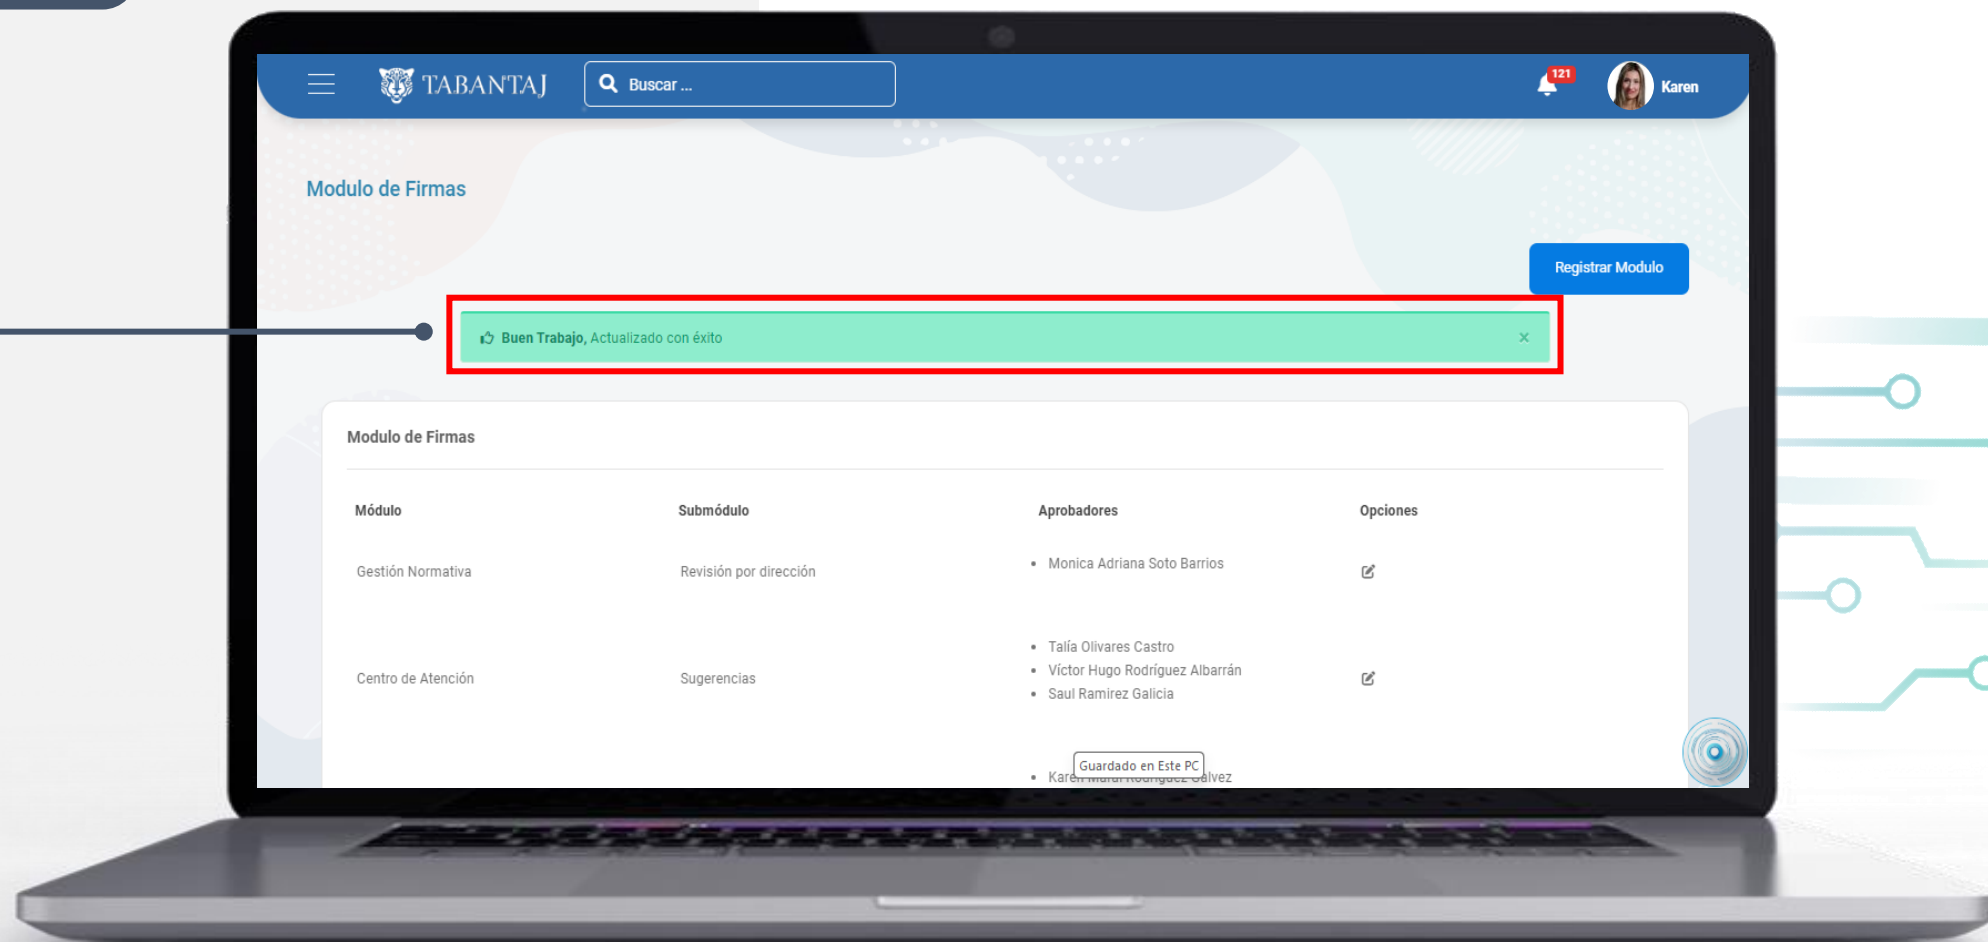 TABANTAJ
Buscar ...
121
Karen
Modulo de Firmas
Registrar Modulo
Buen Trabajo, Actualizado con éxito
×
Modulo de Firmas
Módulo Submódulo Aprobadores Opciones
Gestión Normativa Revisión por dirección • Monica Adriana Soto Barrios
• Talía Olivares Castro
Centro de Atención Sugerencias • Víctor Hugo Rodríguez Albarrán
• Saul Ramirez Galicia
Guardado en Este PC